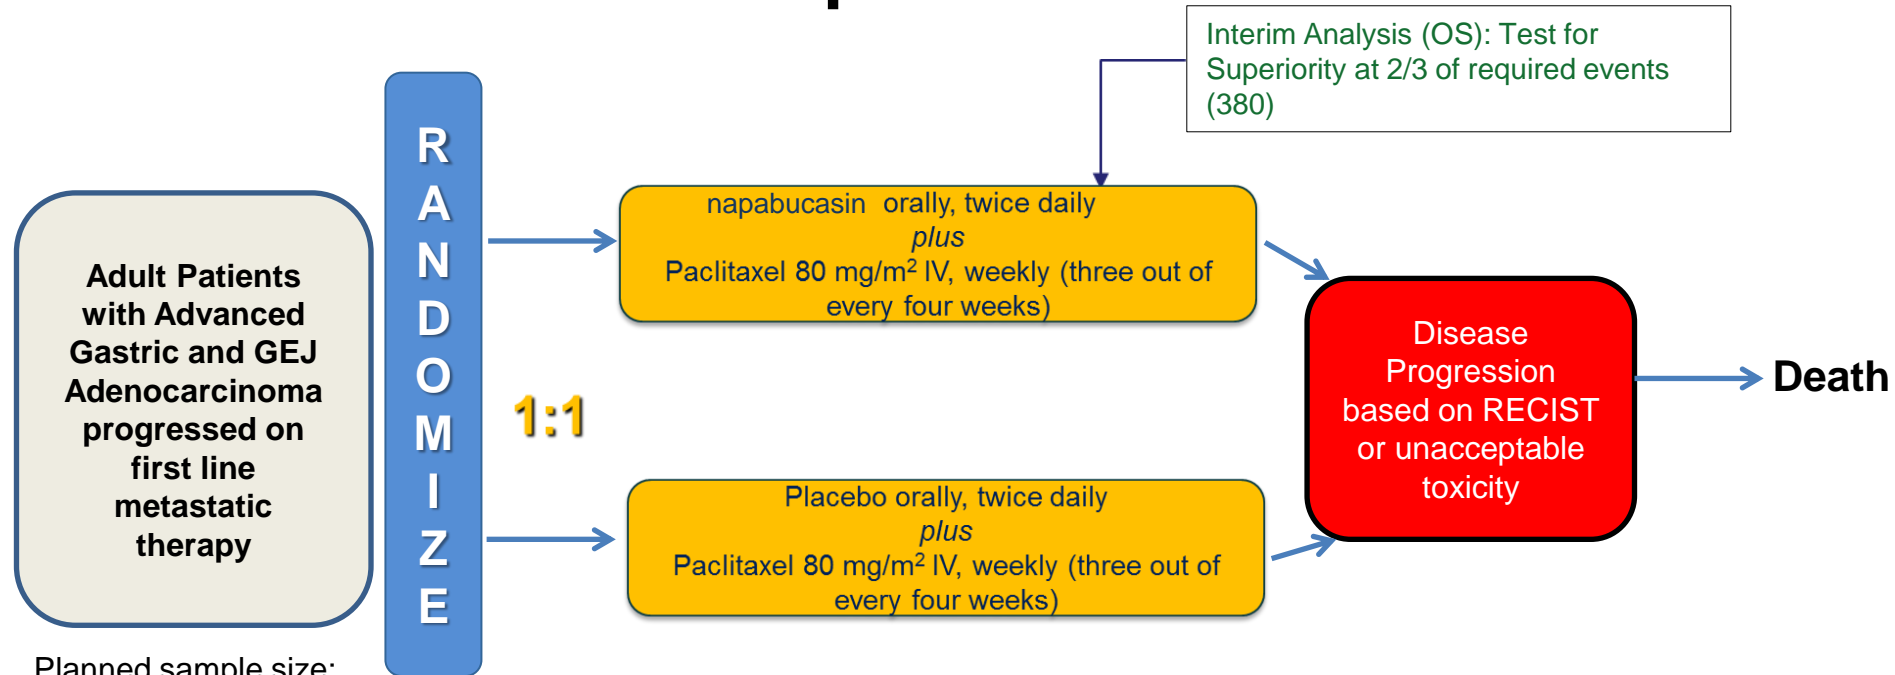 Interim Analysis (OS): Test for
Superiority at 2/3 of required events
(380)
R
A
N
D
O
M
I
Z
E
Adult Patients
with Advanced
Gastric and GEJ
Adenocarcinoma
progressed on
first line
metastatic
therapy
napabucasin orally, twice daily
plus
Paclitaxel 80 mg/m² IV, weekly (three out of
every four weeks)
1:1
Placebo orally, twice daily
plus
Paclitaxel 80 mg/m² IV, weekly (three out of
every four weeks)
Disease
Progression
based on RECIST
or unacceptable
toxicity
Death
Planned sample size: